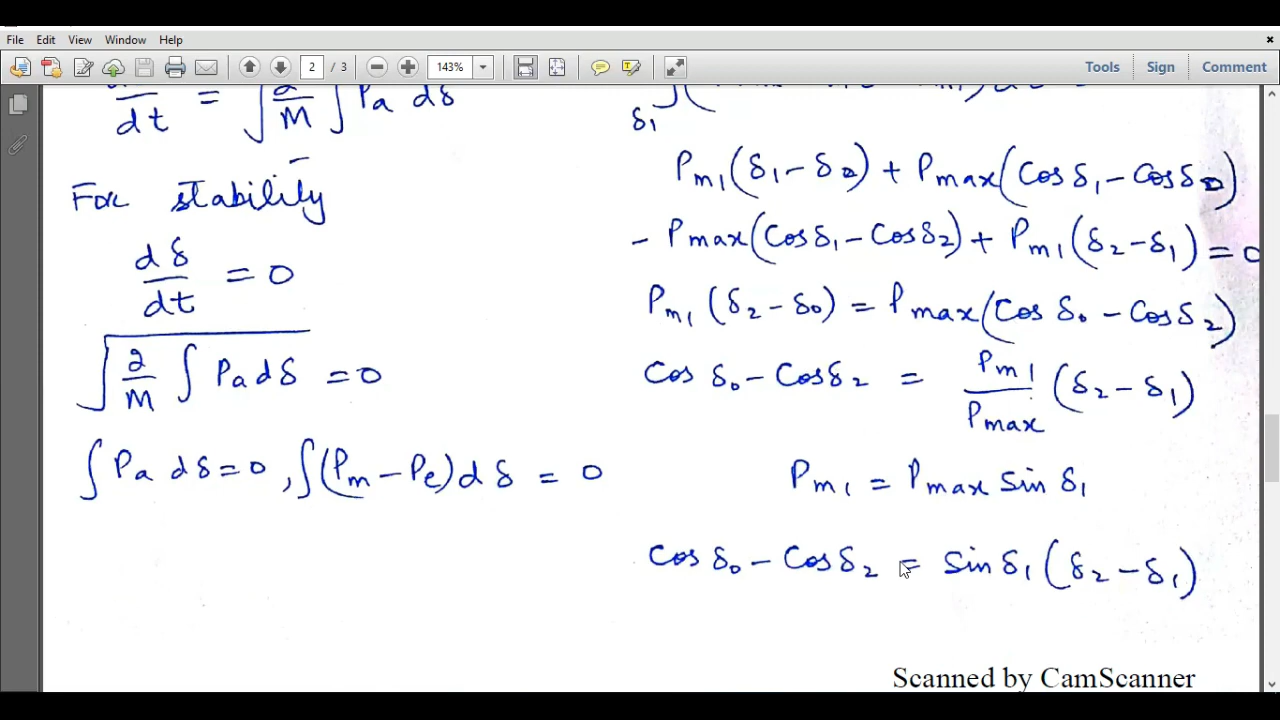 File Edit View Window Help
2 / 3 143% Tools Sign Comment
dt = √ 2/M ∫ Pa dδ
For stability
dδ/dt = 0
√ 2/M ∫ Pa dδ = 0
∫ Pa dδ = 0, ∫(Pm − Pe) dδ = 0
δ1
Pm1(δ1 − δ0) + Pmax(Cos δ1 − Cos δ0)
− Pmax(Cos δ1 − Cos δ2) + Pm1(δ2 − δ1) = 0
Pm1(δ2 − δ0) = Pmax(Cos δ0 − Cos δ2)
Cos δ0 − Cos δ2 = Pm1/Pmax (δ2 − δ1)
Pm1 = Pmax Sin δ1
Cos δ0 − Cos δ2 = Sin δ1 (δ2 − δ1)
Scanned by CamScanner